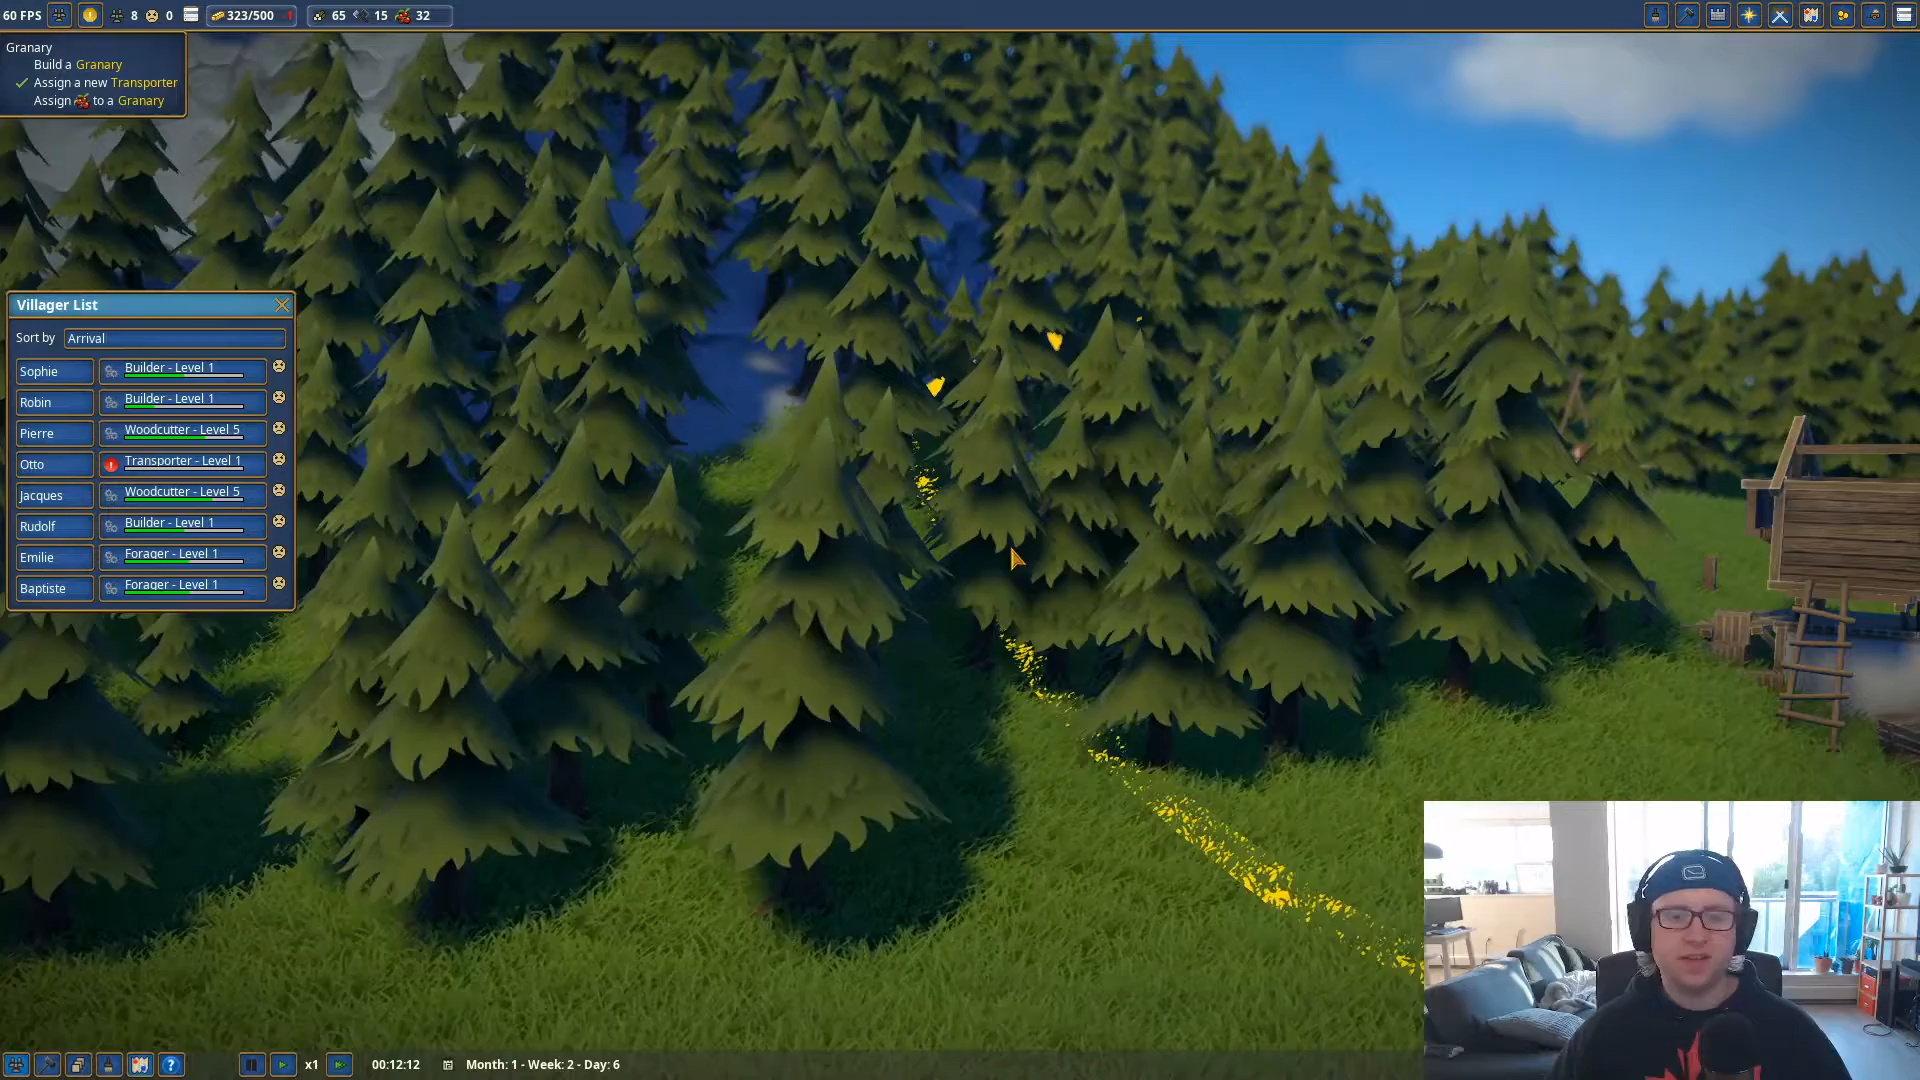 60 FPS 8 0 323/500 -1 65 15 32
Granary
Build a Granary
Assign a new Transporter
Assign to a Granary
Villager List
Sort by Arrival
Sophie Builder - Level 1
Robin Builder - Level 1
Pierre Woodcutter - Level 5
Otto Transporter - Level 1
Jacques Woodcutter - Level 5
Rudolf Builder - Level 1
Emilie Forager - Level 1
Baptiste Forager - Level 1
x1 00:12:12 Month: 1 - Week: 2 - Day: 6